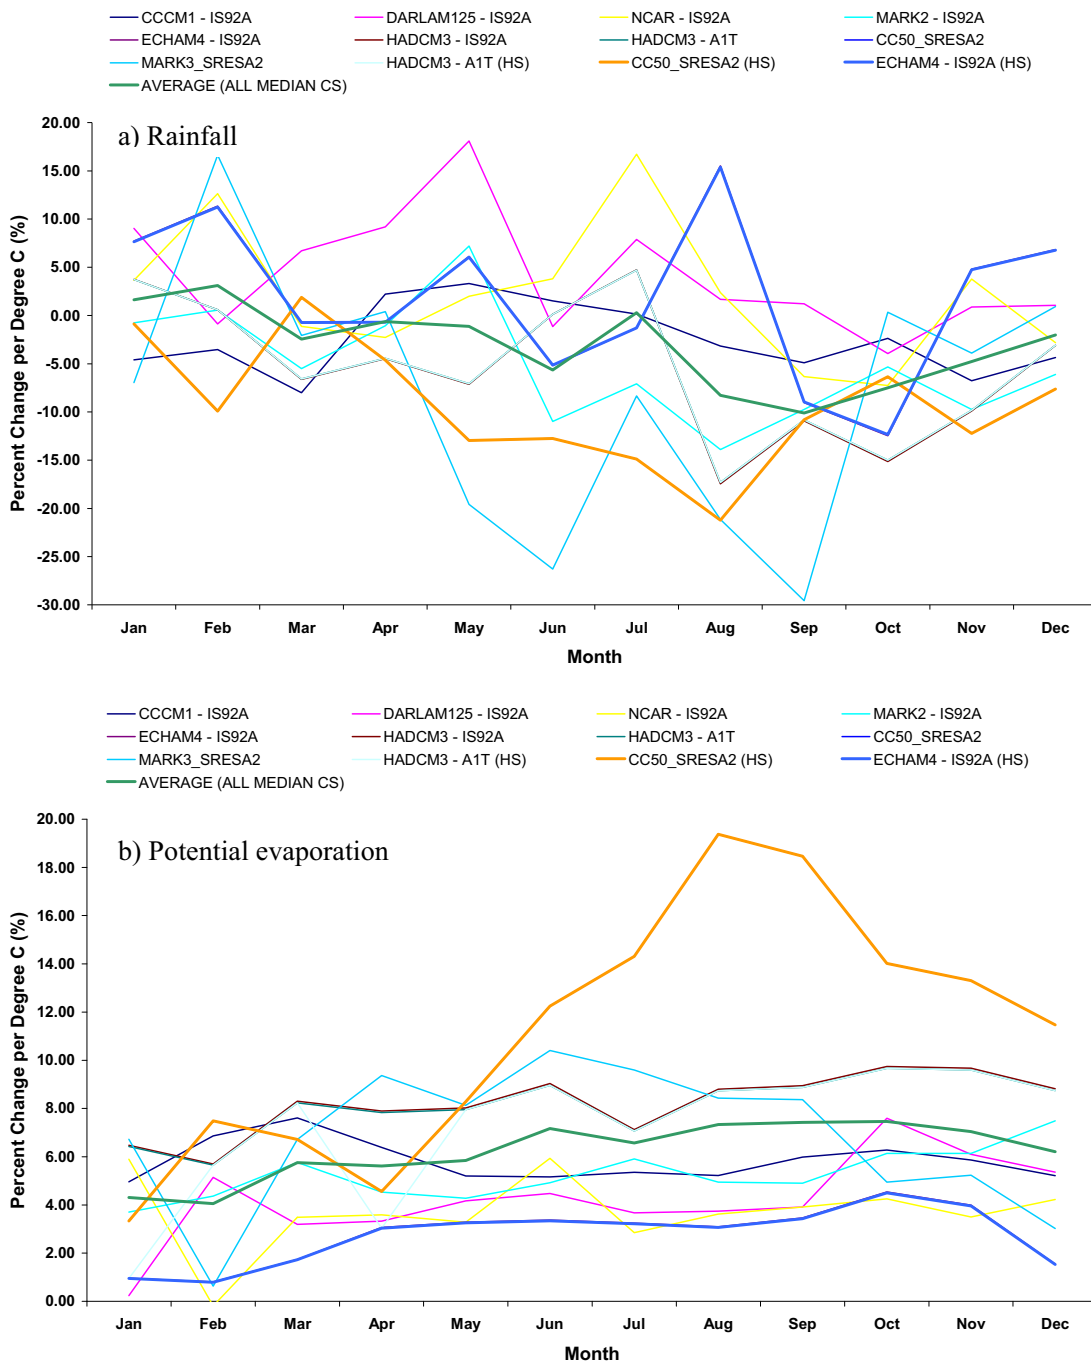 CCCM1 - IS92A DARLAM125 - IS92A NCAR - IS92A MARK2 - IS92A
ECHAM4 - IS92A HADCM3 - IS92A HADCM3 - A1T CC50_SRESA2
MARK3_SRESA2 HADCM3 - A1T (HS) CC50_SRESA2 (HS) ECHAM4 - IS92A (HS)
AVERAGE (ALL MEDIAN CS)
a) Rainfall
Percent Change per Degree C (%)
20.00
15.00
10.00
5.00
0.00
-5.00
-10.00
-15.00
-20.00
-25.00
-30.00
Jan Feb Mar Apr May Jun Jul Aug Sep Oct Nov Dec
Month
CCCM1 - IS92A DARLAM125 - IS92A NCAR - IS92A MARK2 - IS92A
ECHAM4 - IS92A HADCM3 - IS92A HADCM3 - A1T CC50_SRESA2
MARK3_SRESA2 HADCM3 - A1T (HS) CC50_SRESA2 (HS) ECHAM4 - IS92A (HS)
AVERAGE (ALL MEDIAN CS)
b) Potential evaporation
Percent Change per Degree C (%)
20.00
18.00
16.00
14.00
12.00
10.00
8.00
6.00
4.00
2.00
0.00
Jan Feb Mar Apr May Jun Jul Aug Sep Oct Nov Dec
Month